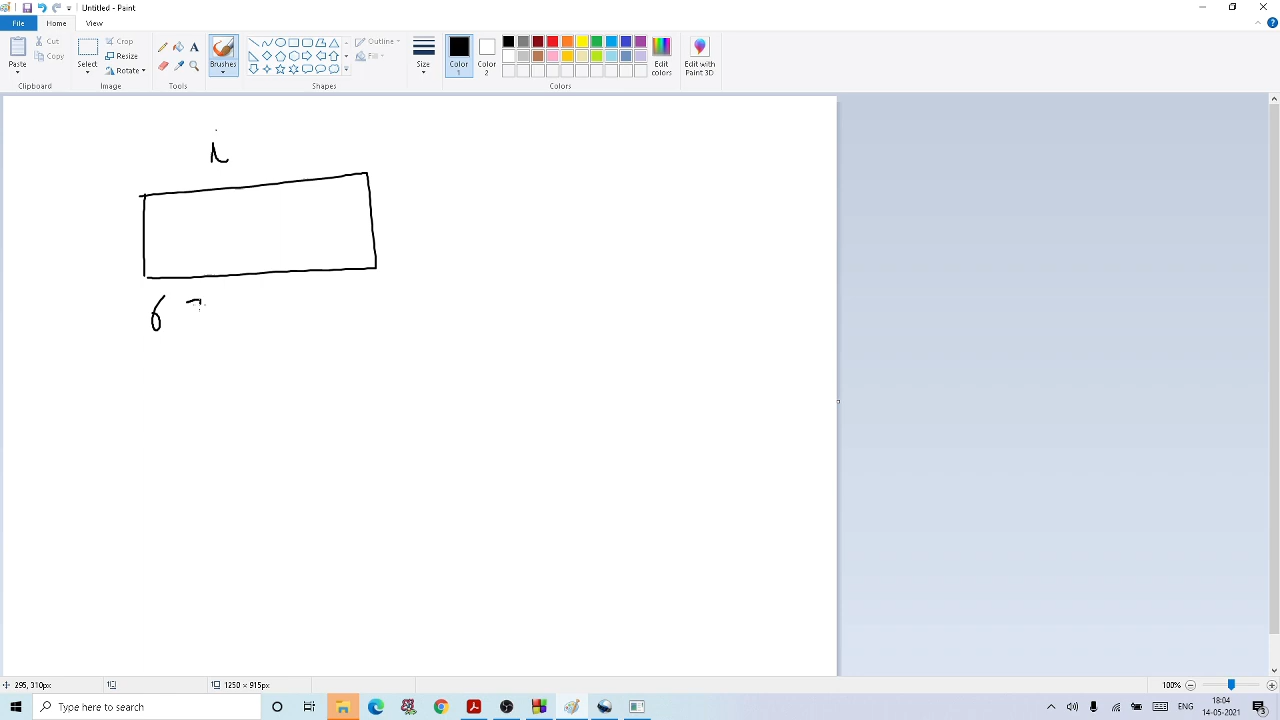 Untitled - Paint
File Home View
Paste Cut Copy Select Crop Resize Rotate Brushes Outline Fill Size Color 1 Color 2 Edit colors Edit with Paint 3D
Clipboard Image Tools Shapes Colors
i
6
295, 310px 1250 × 915px 100%
Type here to search ENG 18:04 14-05-2021